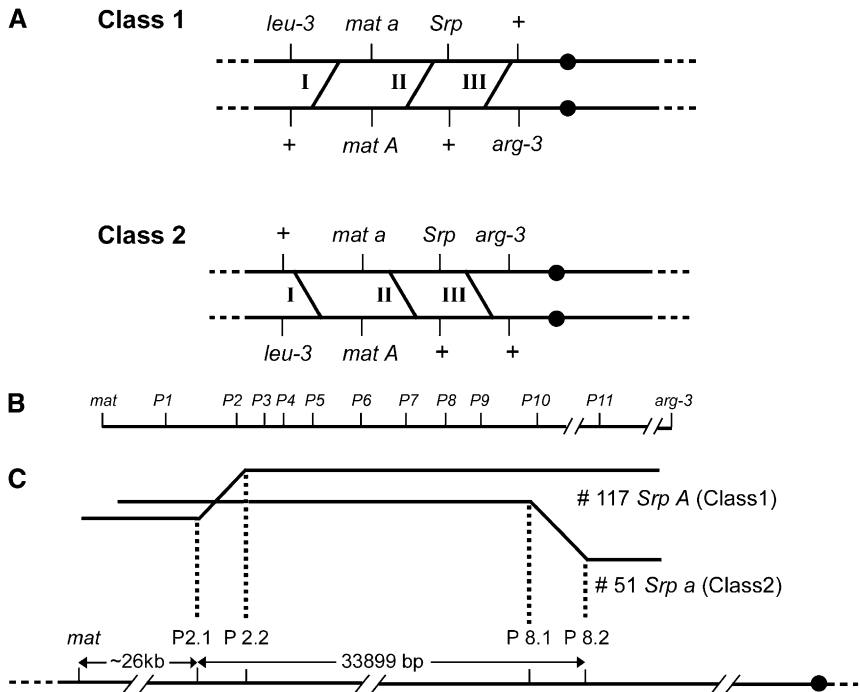 A
Class 1
leu-3 mat a Srp +
I II III
+ mat A + arg-3
Class 2
+ mat a Srp arg-3
I II III
leu-3 mat A + +
B
mat P1 P2 P3 P4 P5 P6 P7 P8 P9 P10 P11 arg-3
C
# 117 Srp A (Class1)
# 51 Srp a (Class2)
mat P2.1 P 2.2 P 8.1 P 8.2
~26kb 33899 bp